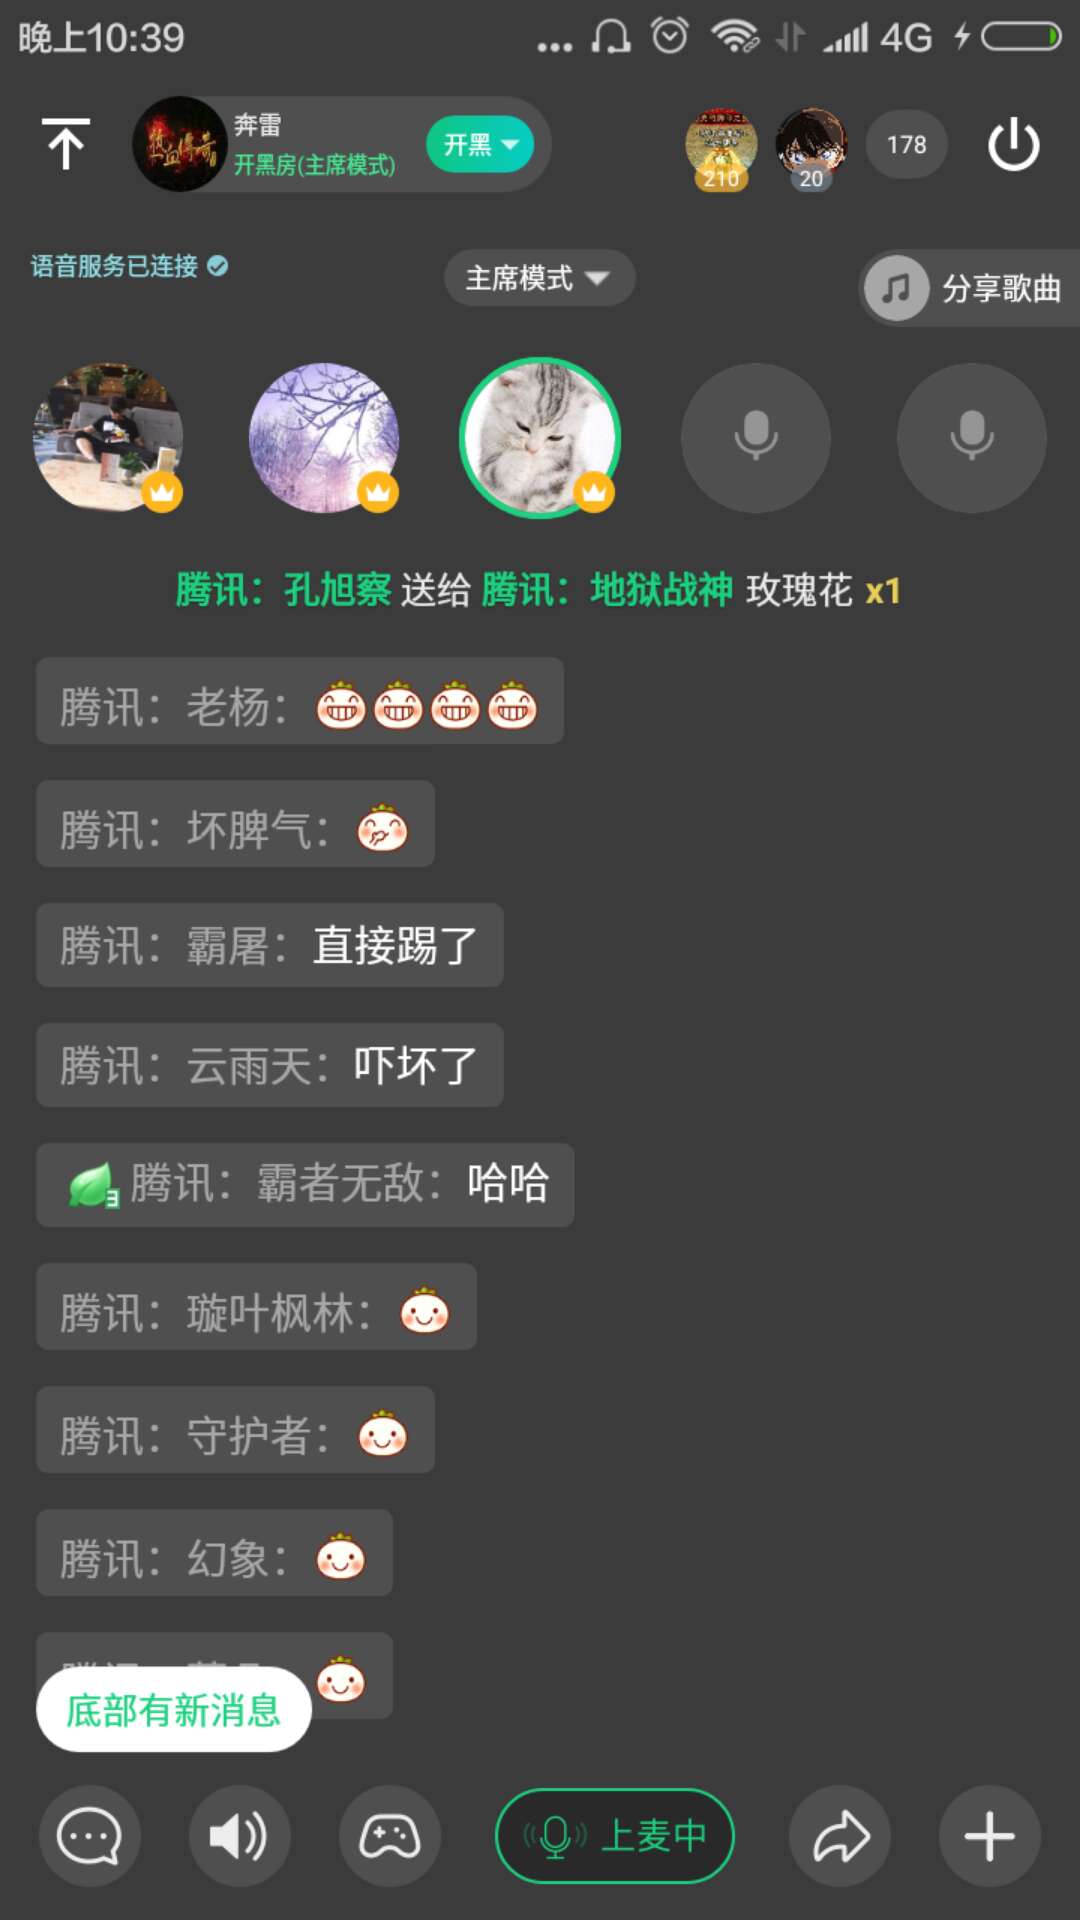 晚上10:39
4G
热血传奇
奔雷
开黑房(主席模式)
开黑
210
20
178
语音服务已连接
主席模式
分享歌曲
腾讯：孔旭察 送给 腾讯：地狱战神 玫瑰花 x1
腾讯：老杨：
腾讯：坏脾气：
腾讯：霸屠：直接踢了
腾讯：云雨天：吓坏了
3 腾讯：霸者无敌：哈哈
腾讯：璇叶枫林：
腾讯：守护者：
腾讯：幻象：
底部有新消息
上麦中